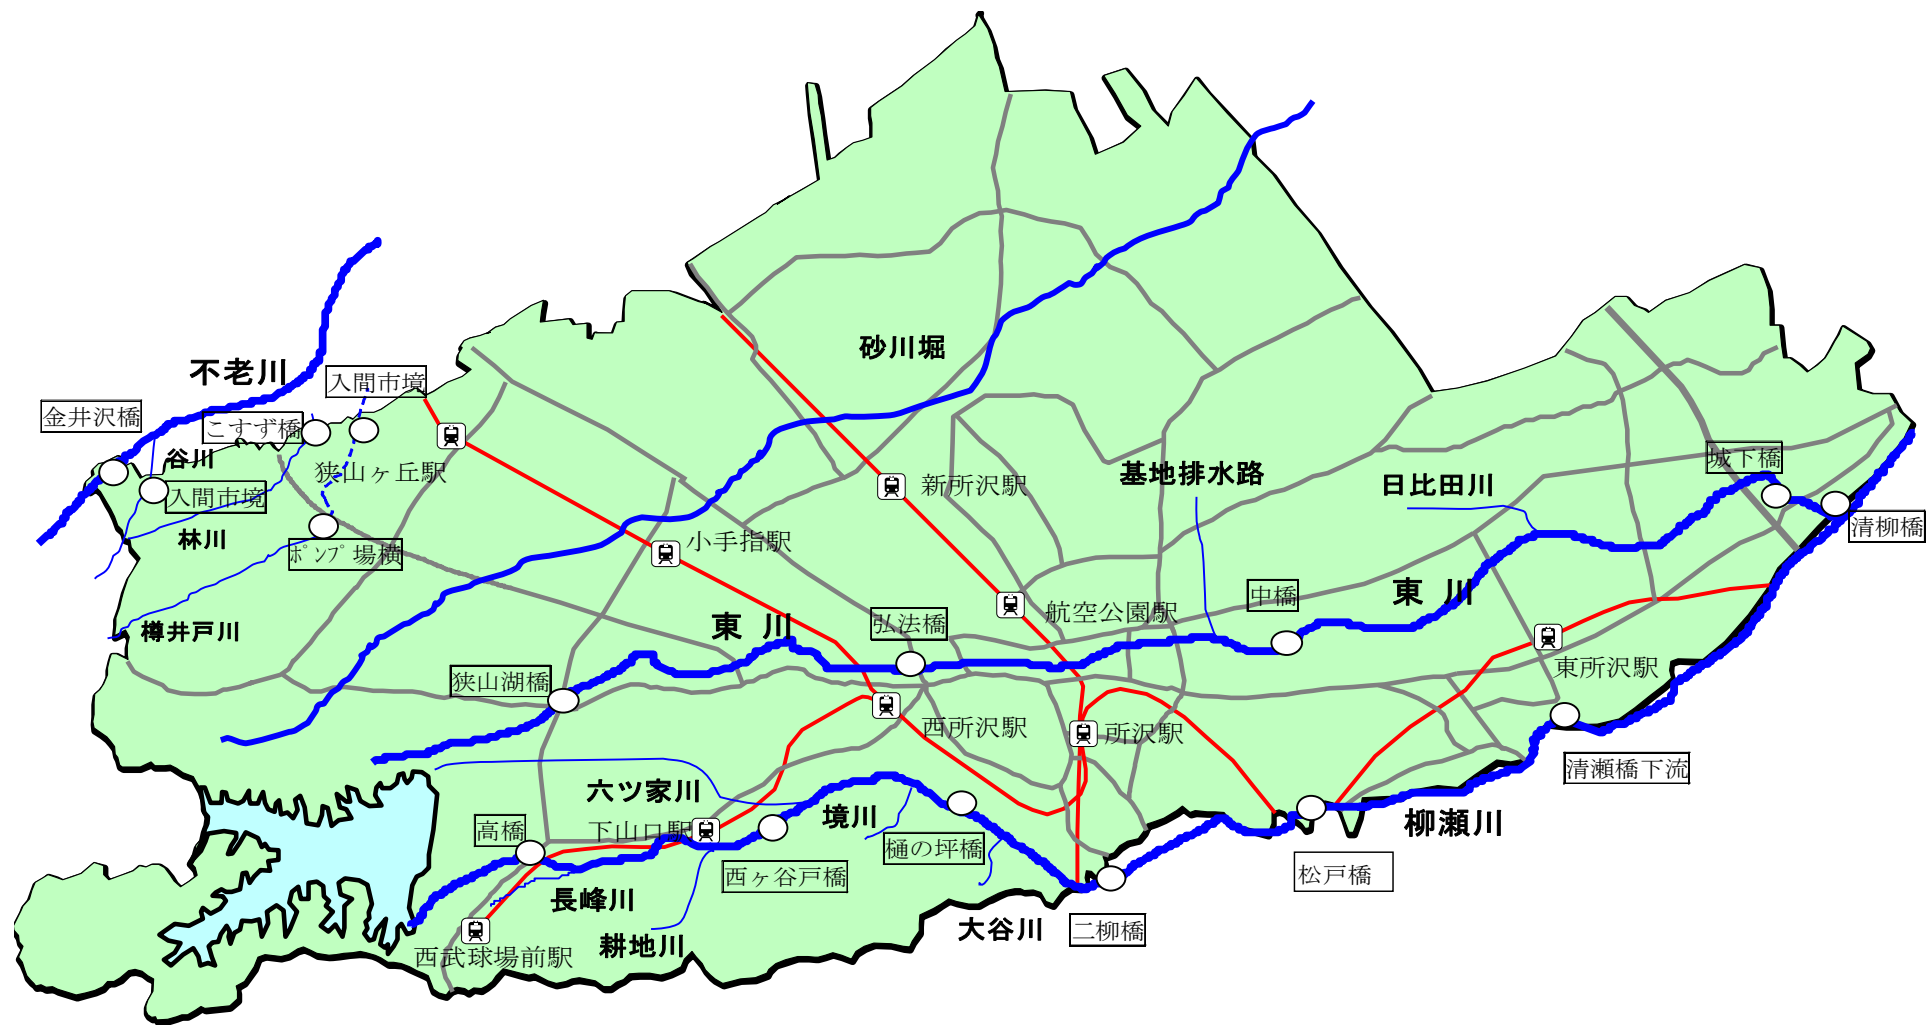 砂川堀
不老川
入間市境
金井沢橋
こすず橋
谷川
狭山ヶ丘駅
入間市境
新所沢駅
基地排水路
日比田川
城下橋
清柳橋
林川
ﾎﾟﾝﾌﾟ場横
小手指駅
樽井戸川
東川
弘法橋
航空公園駅
中橋
東川
狭山湖橋
東所沢駅
西所沢駅
所沢駅
清瀬橋下流
六ツ家川
境川
下山口駅
高橋
柳瀬川
樋の坪橋
西ヶ谷戸橋
松戸橋
長峰川
大谷川
二柳橋
耕地川
西武球場前駅